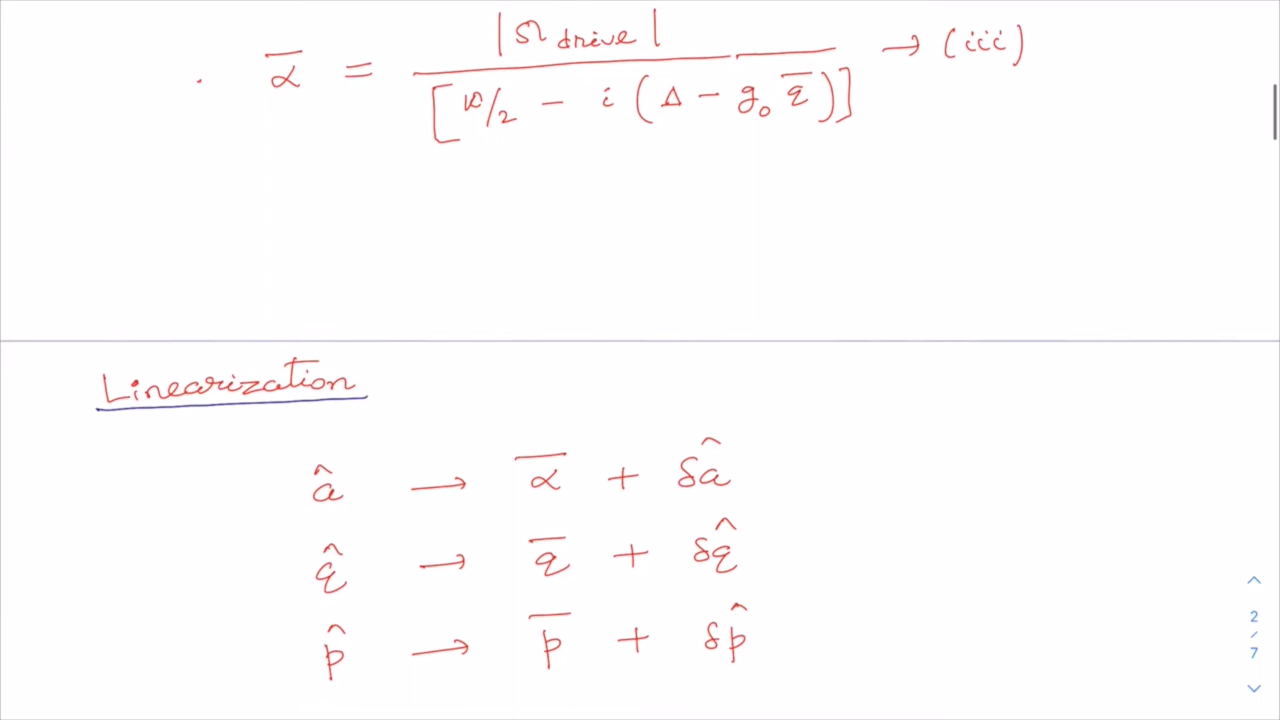 . ᾱ = |Ω drive| / [κ/2 − i (Δ − g₀ q̄)] → (iii)
Linearization
â → ᾱ + δâ
q̂ → q̄ + δq̂
p̂ → p̄ + δp̂
2
/
7